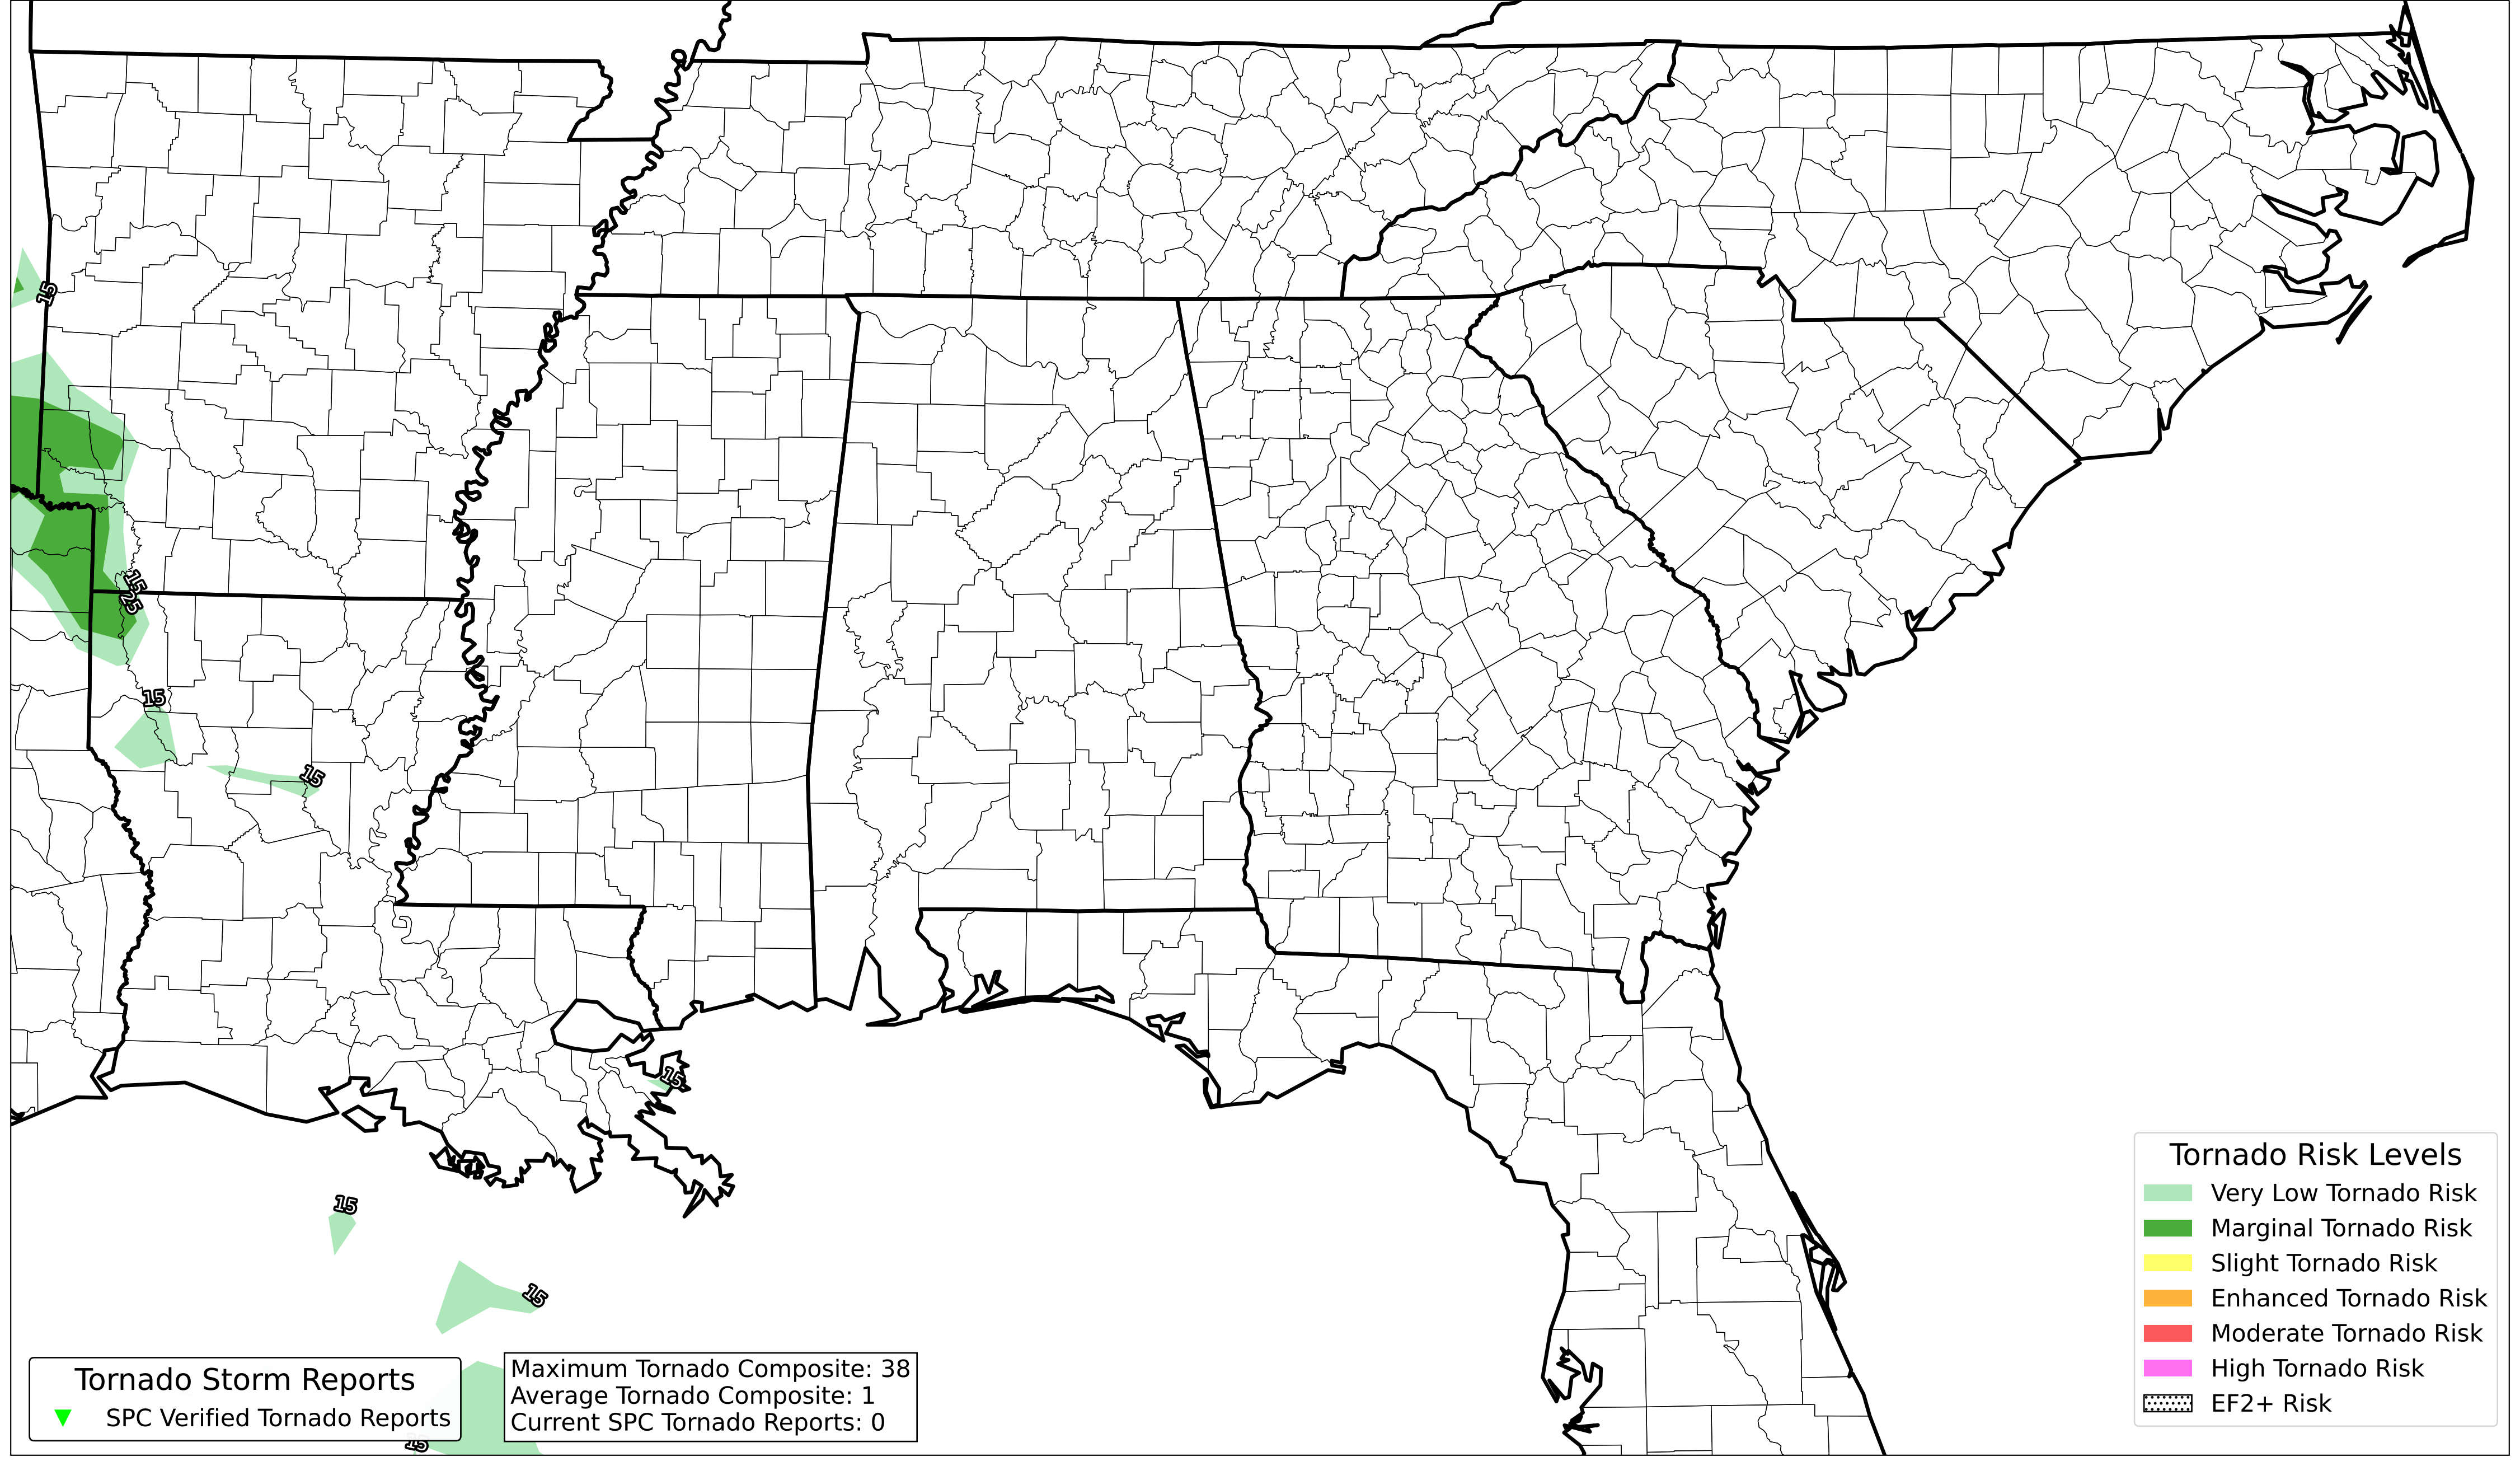 15
15
25
15
15
15
15
15
15
Tornado Risk Levels
Very Low Tornado Risk
Marginal Tornado Risk
Slight Tornado Risk
Enhanced Tornado Risk
Moderate Tornado Risk
High Tornado Risk
EF2+ Risk
Tornado Storm Reports
SPC Verified Tornado Reports
Maximum Tornado Composite: 38
Average Tornado Composite: 1
Current SPC Tornado Reports: 0